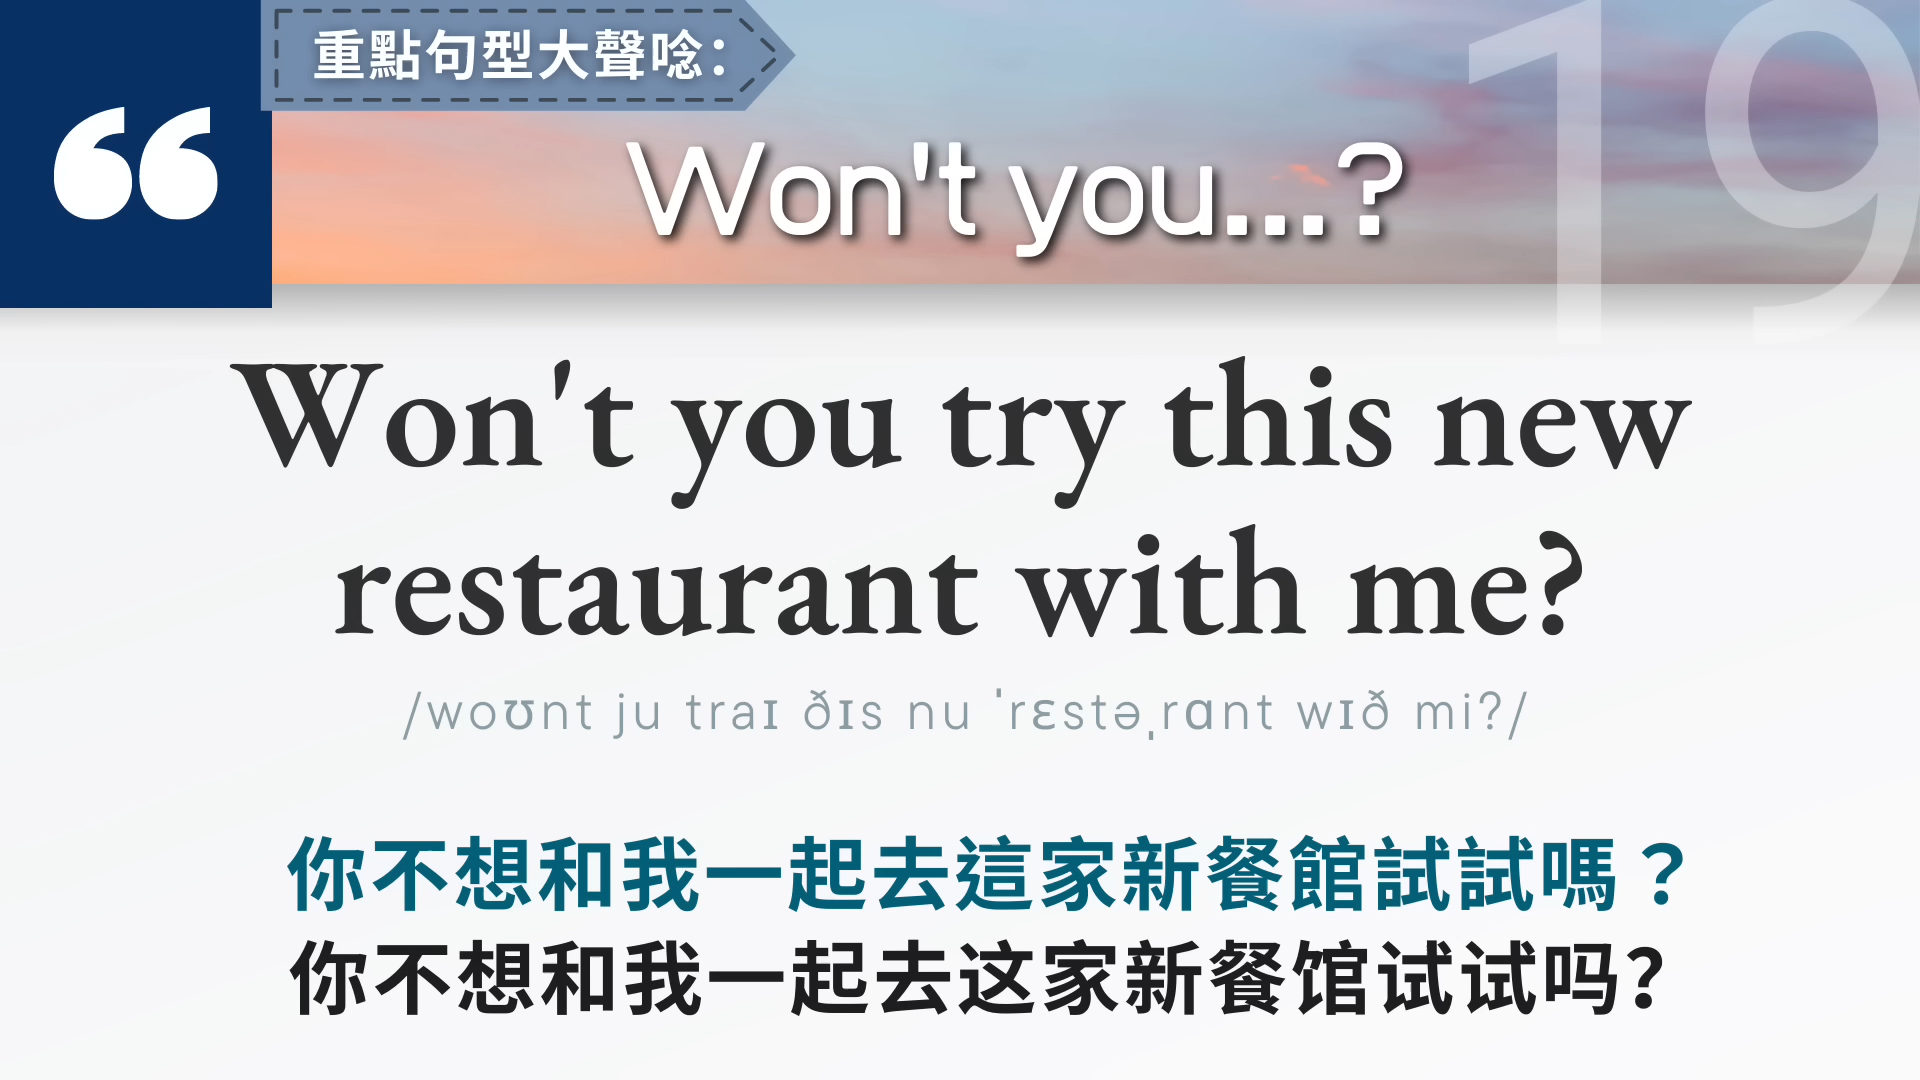 重點句型大聲唸：
19
Won't you...?
Won't you try this new
restaurant with me?
/woʊnt ju traɪ ðɪs nu ˈrɛstəˌrɑnt wɪð mi?/
你不想和我一起去這家新餐館試試嗎？
你不想和我一起去这家新餐馆试试吗?